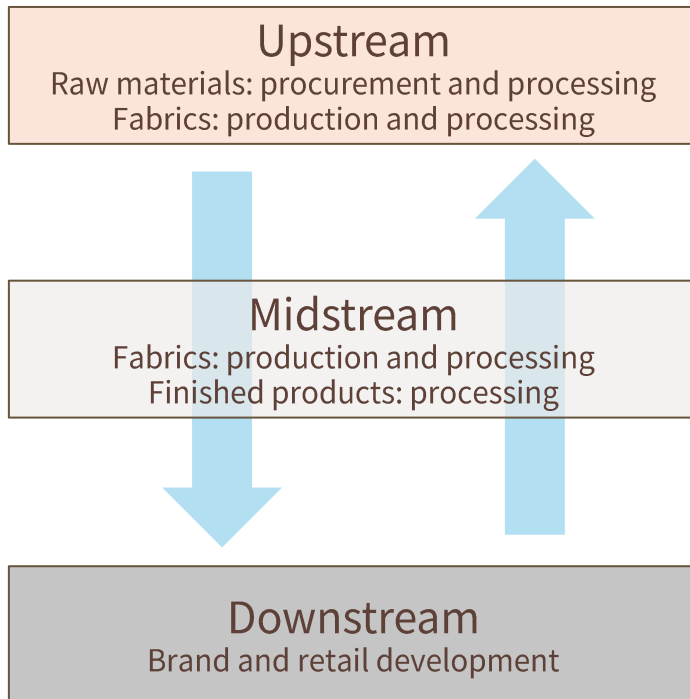 Upstream
Raw materials: procurement and processing
Fabrics: production and processing
Midstream
Fabrics: production and processing
Finished products: processing
Downstream
Brand and retail development